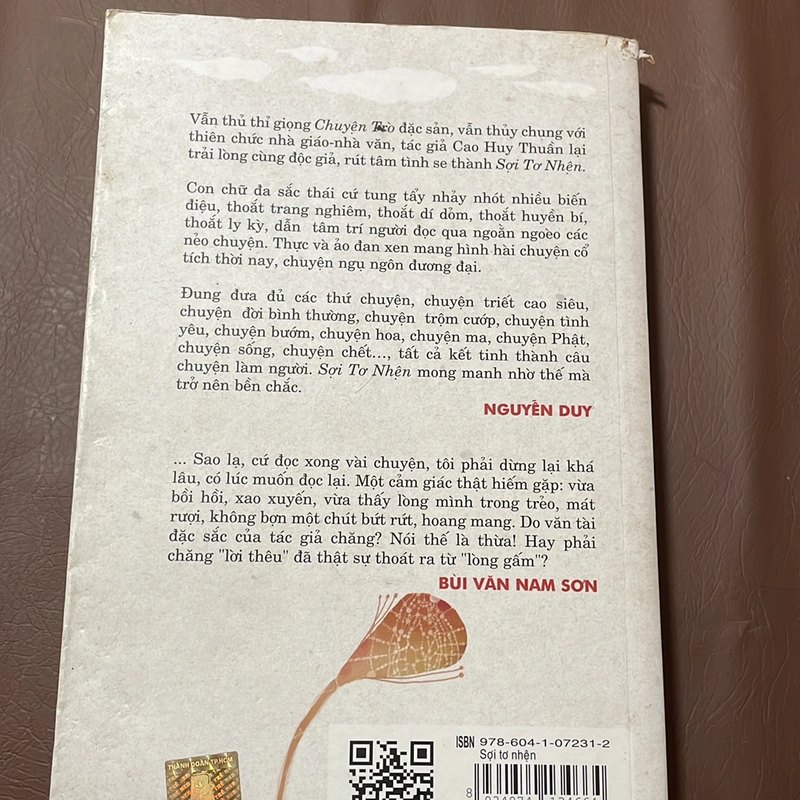 Vẫn thủ thỉ giọng Chuyện Trò đặc sản, vẫn thủy chung với
thiên chức nhà giáo-nhà văn, tác giả Cao Huy Thuần lại
trải lòng cùng độc giả, rút tâm tình se thành Sợi Tơ Nhện.
Con chữ đa sắc thái cứ tung tẩy nhảy nhót nhiều biến
điệu, thoắt trang nghiêm, thoắt dí dỏm, thoắt huyền bí,
thoắt ly kỳ, dẫn tâm trí người đọc qua ngoằn ngoèo các
nẻo chuyện. Thực và ảo đan xen mang hình hài chuyện cổ
tích thời nay, chuyện ngụ ngôn đương đại.
Đung đưa đủ các thứ chuyện, chuyện triết cao siêu,
chuyện đời bình thường, chuyện trộm cướp, chuyện tình
yêu, chuyện bướm, chuyện hoa, chuyện ma, chuyện Phật,
chuyện sống, chuyện chết..., tất cả kết tinh thành câu
chuyện làm người. Sợi Tơ Nhện mong manh nhờ thế mà
trở nên bền chắc.
NGUYỄN DUY
... Sao lạ, cứ đọc xong vài chuyện, tôi phải dừng lại khá
lâu, có lúc muốn đọc lại. Một cảm giác thật hiếm gặp: vừa
bồi hồi, xao xuyến, vừa thấy lòng mình trong trẻo, mát
rượi, không bợn một chút bứt rứt, hoang mang. Do văn tài
đặc sắc của tác giả chăng? Nói thế là thừa! Hay phải
chăng "lời thêu" đã thật sự thoát ra từ "lòng gấm"?
BÙI VĂN NAM SƠN
ISBN 978-604-1-07231-2
Sợi tơ nhện
THÀNH ĐOÀN TP.HCM